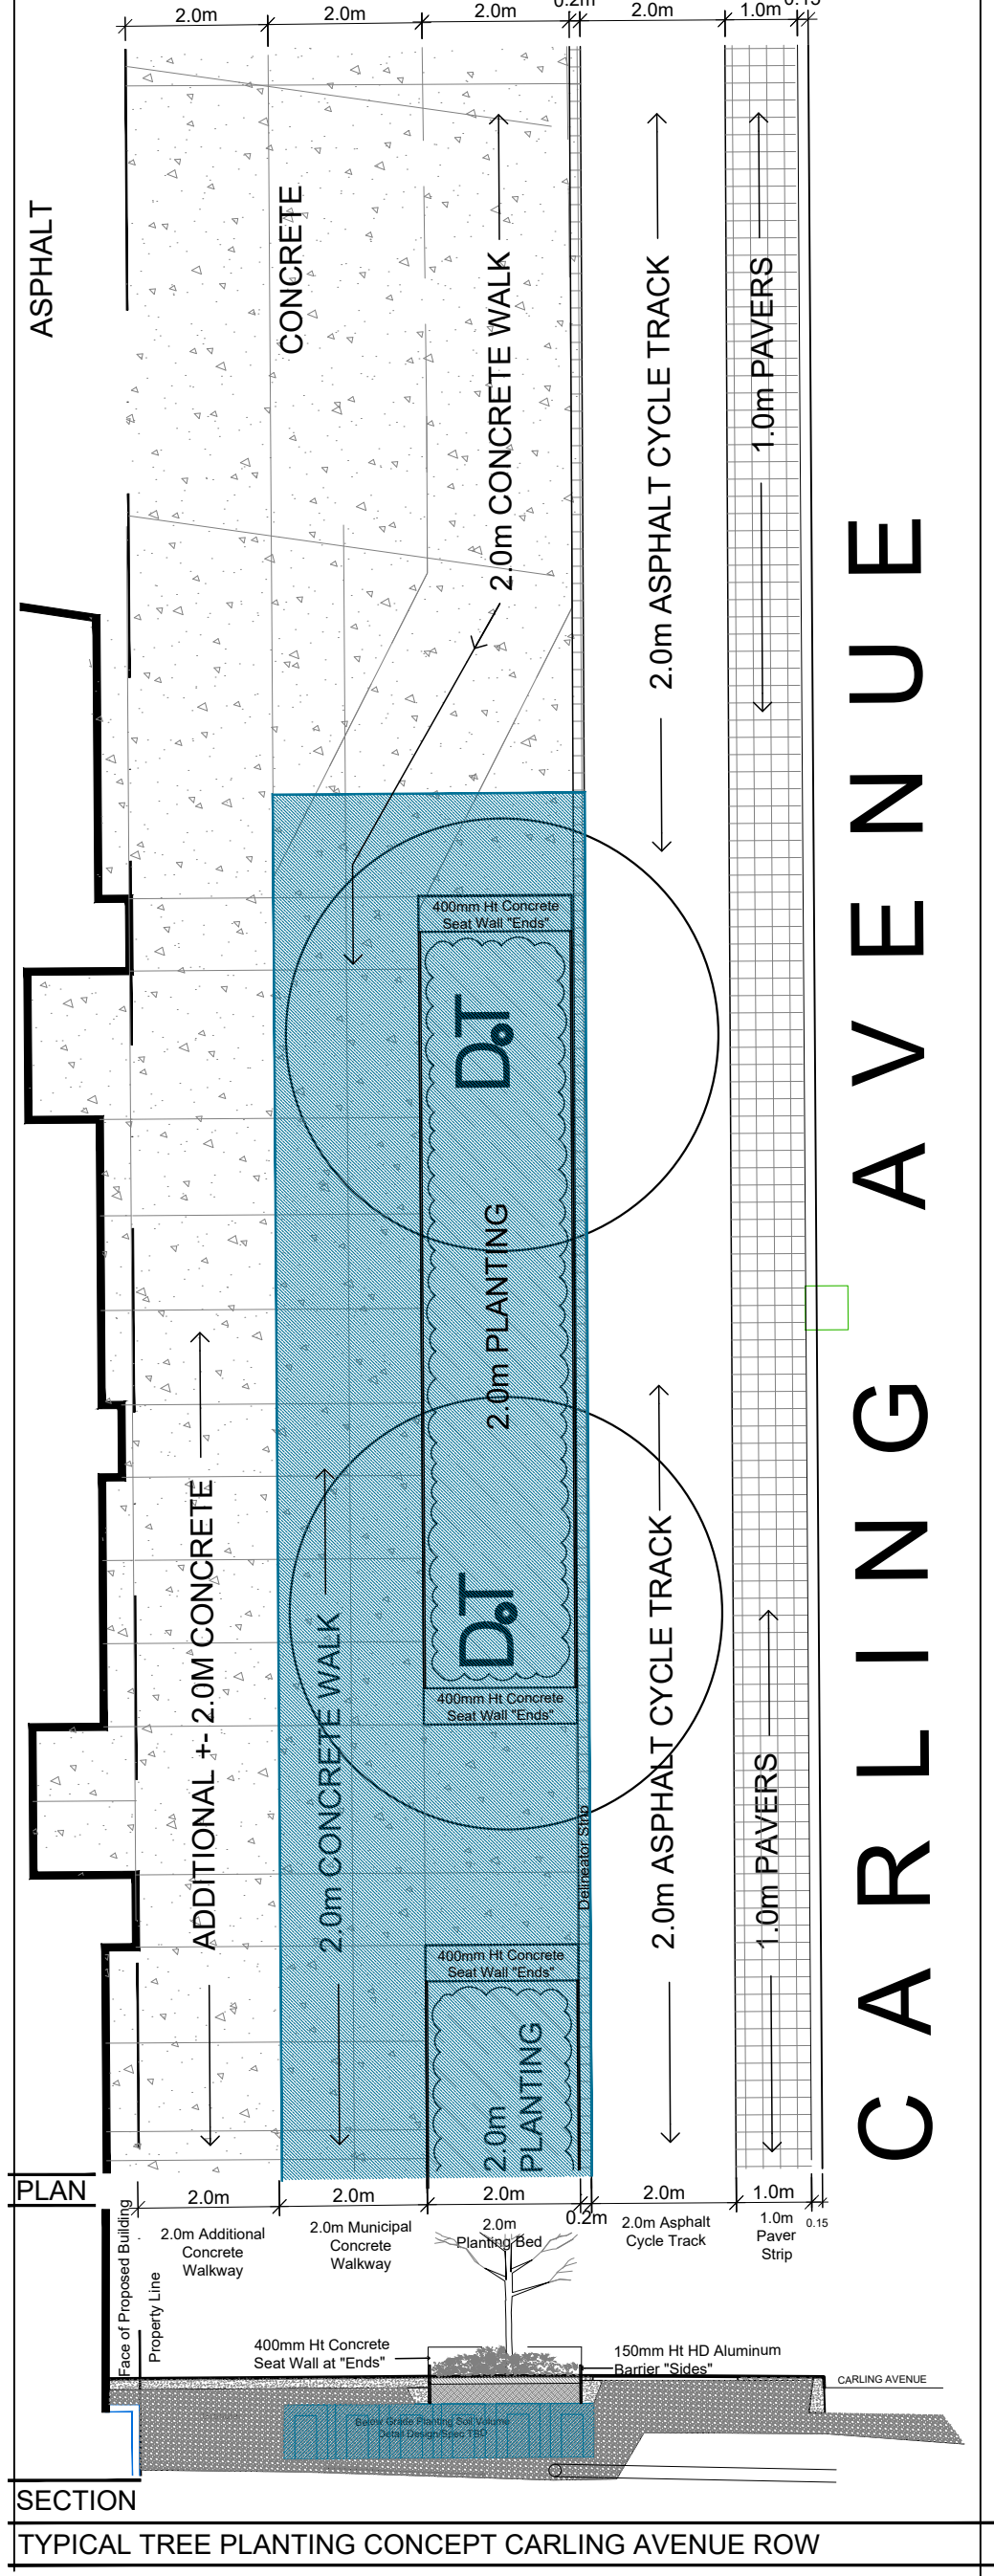 2.0m
2.0m
2.0m
0.2m
2.0m
1.0m
0.15
ASPHALT
CONCRETE
2.0m CONCRETE WALK
2.0m ASPHALT CYCLE TRACK
1.0m PAVERS
CARLING AVENUE
400mm Ht Concrete
Seat Wall "Ends"
DT
2.0m PLANTING
DT
400mm Ht Concrete
Seat Wall "Ends"
ADDITIONAL +- 2.0M CONCRETE
2.0m CONCRETE WALK
Delineator Strip
2.0m ASPHALT CYCLE TRACK
1.0m PAVERS
400mm Ht Concrete
Seat Wall "Ends"
2.0m
PLANTING
PLAN
2.0m
2.0m
2.0m
0.2m
2.0m
1.0m
0.15
Face of Proposed Building
Property Line
2.0m Additional
Concrete
Walkway
2.0m Municipal
Concrete
Walkway
2.0m
Planting Bed
2.0m Asphalt
Cycle Track
1.0m
Paver
Strip
400mm Ht Concrete
Seat Wall at "Ends"
150mm Ht HD Aluminum
Barrier "Sides"
CARLING AVENUE
Below Grade Planting Soil Volume
Detail Design/Spec TBD
SECTION
TYPICAL TREE PLANTING CONCEPT CARLING AVENUE ROW